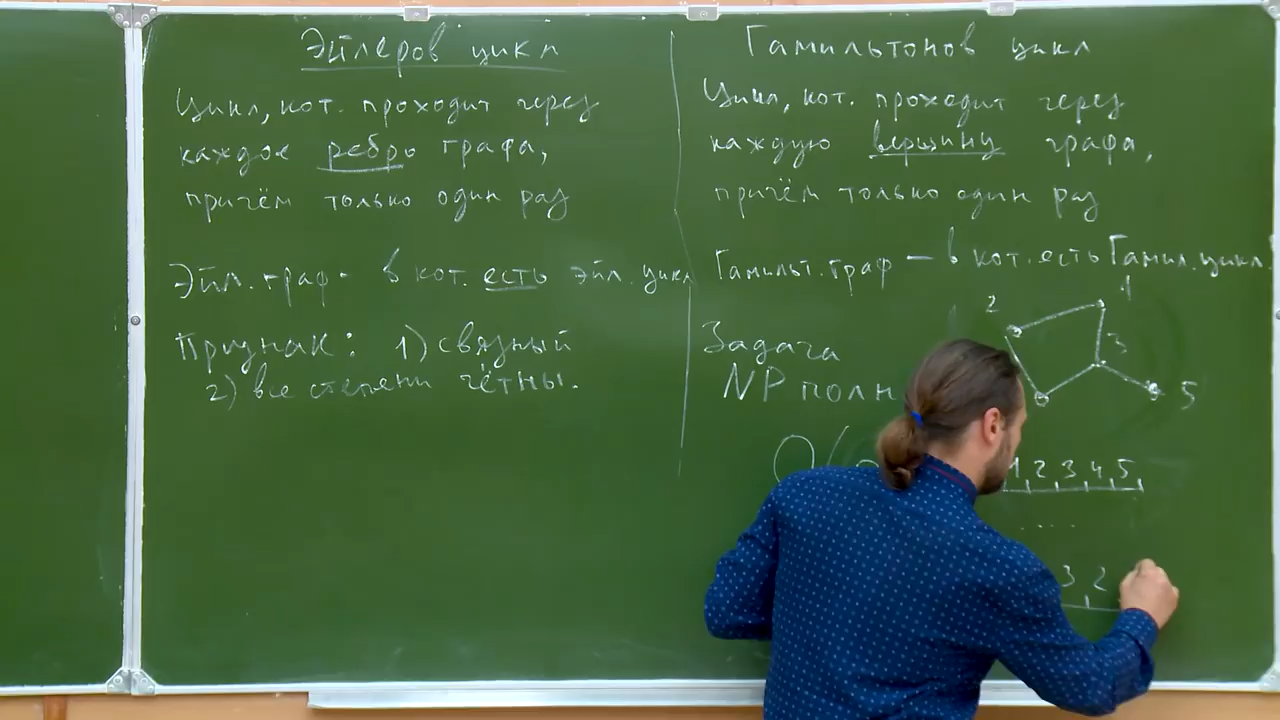 Эйлеров цикл
Цикл, кот. проходит через
каждое ребро графа,
причём только один раз
Эйл. граф - в кот. есть эйл. цикл
Признак: 1) связный
2) все степени чётны.
Гамильтонов цикл
Цикл, кот. проходит через
каждую вершину графа,
причём только один раз
Гамильт. граф — в кот. есть Гамил. цикл.
Задача
NP полн
1
2
3
5
O(
1 2 3 4 5
....
3 2